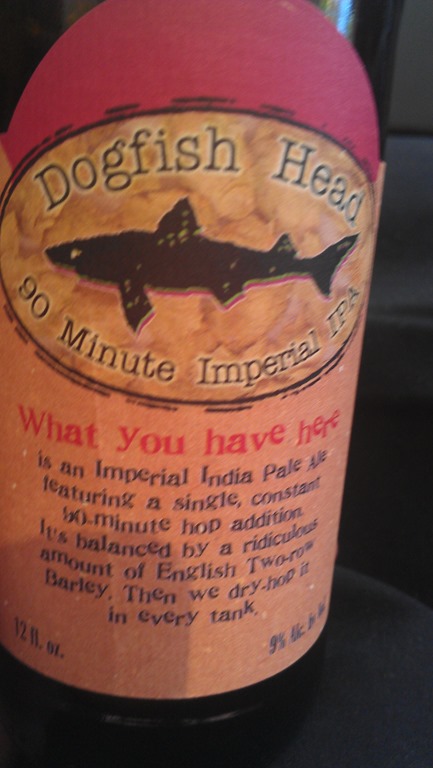 Dogfish Head
90 Minute Imperial IPA
What you have here
is an Imperial India Pale Ale
featuring a single, constant
90-minute hop addition.
It's balanced by a ridiculous
amount of English Two-row
Barley. Then we dry-hop it
in every tank.
12 fl. oz.
9% Alc. by Vol.